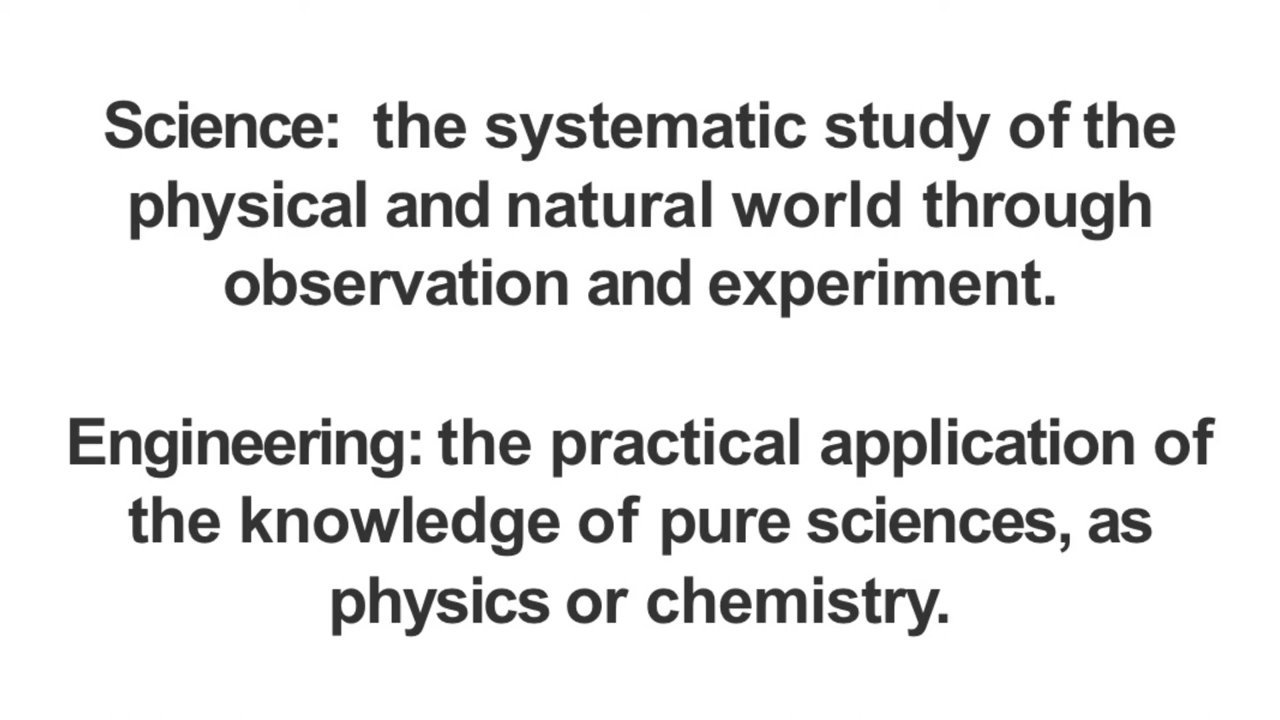 Science:  the systematic study of the
physical and natural world through
observation and experiment.
Engineering: the practical application of
the knowledge of pure sciences, as
physics or chemistry.